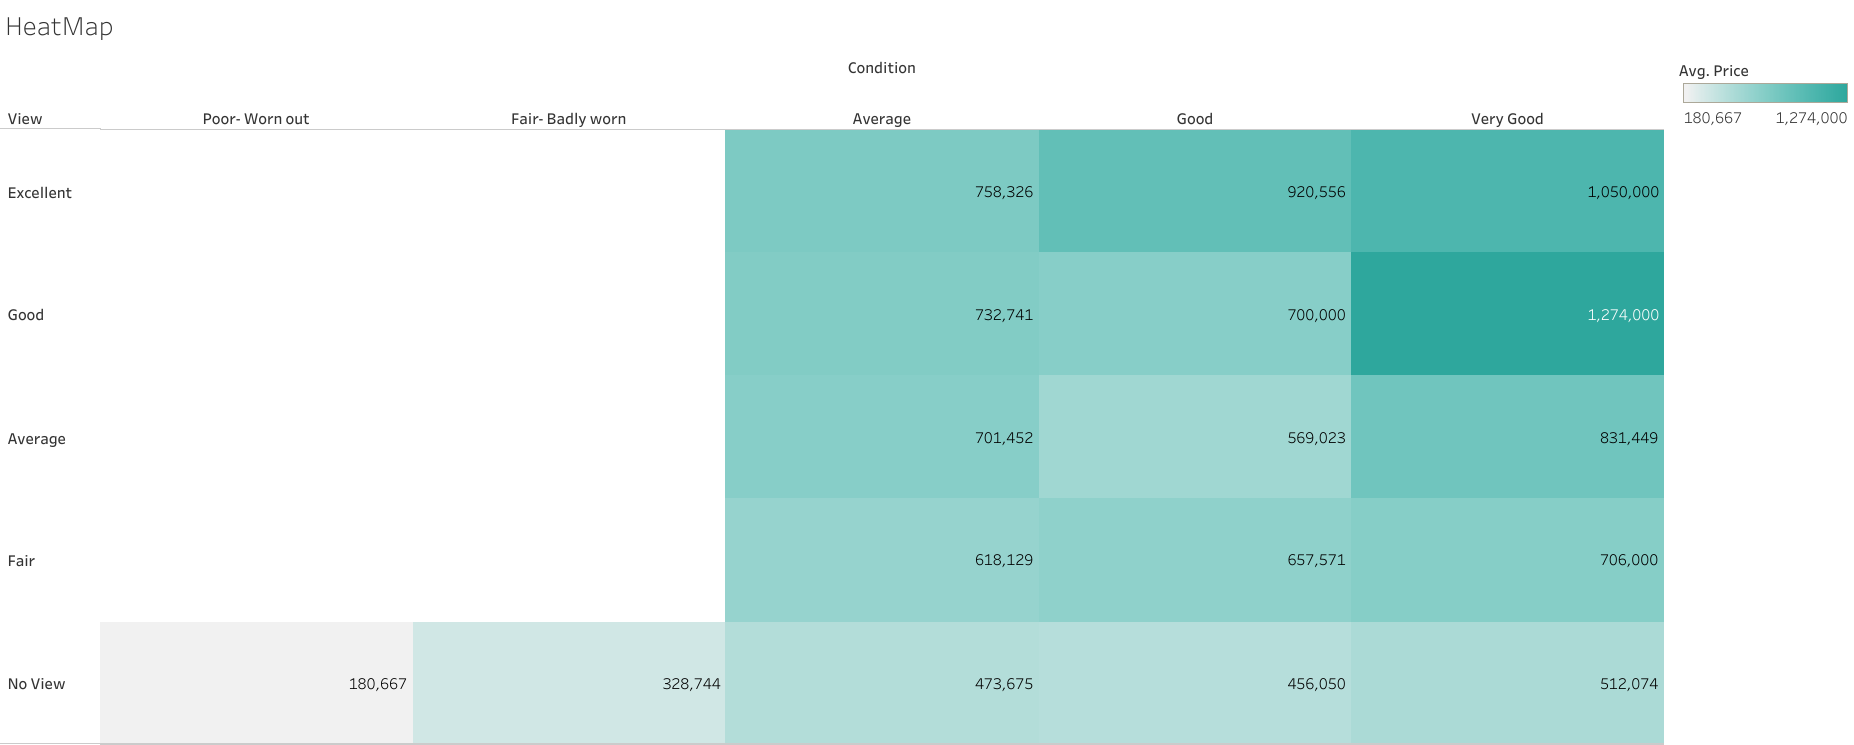 HeatMap
Condition
Avg. Price
View Poor- Worn out Fair- Badly worn Average Good Very Good
180,667 1,274,000
Excellent 758,326 920,556 1,050,000
Good 732,741 700,000 1,274,000
Average 701,452 569,023 831,449
Fair 618,129 657,571 706,000
No View 180,667 328,744 473,675 456,050 512,074